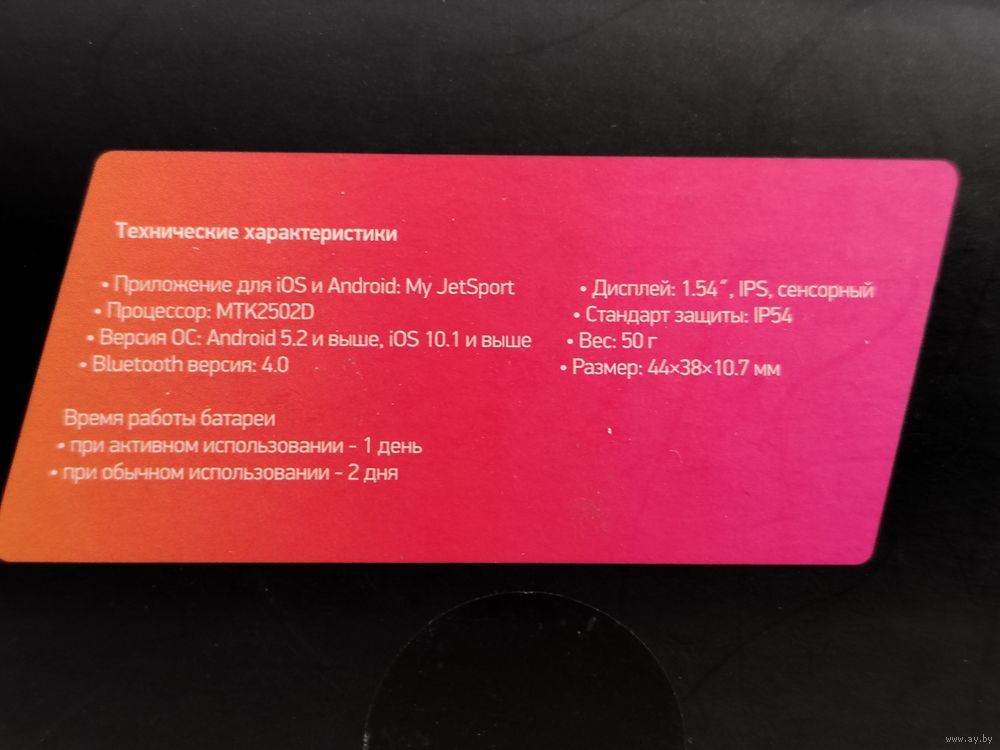 Технические характеристики
• Приложение для iOS и Android: My JetSport
• Процессор: MTK2502D
• Версия ОС: Android 5.2 и выше, iOS 10.1 и выше
• Bluetooth версия: 4.0
Время работы батареи
• при активном использовании - 1 день
• при обычном использовании - 2 дня
• Дисплей: 1.54″, IPS, сенсорный
• Стандарт защиты: IP54
• Вес: 50 г
• Размер: 44×38×10.7 мм
www.ay.by